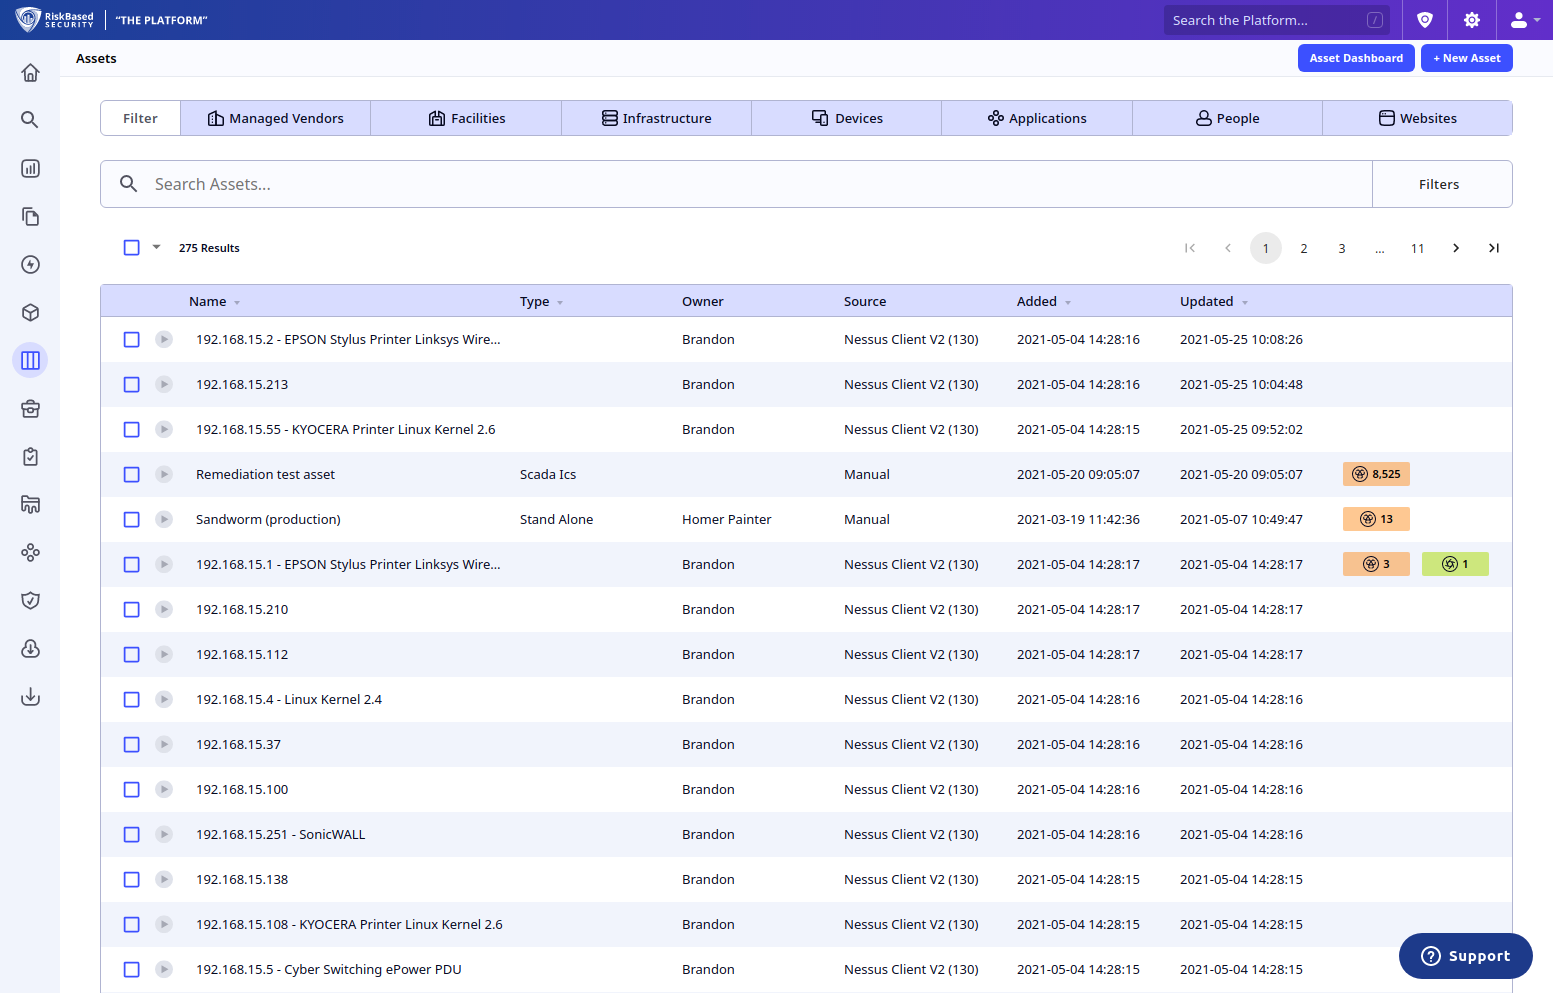 RiskBased SECURITY "THE PLATFORM" Search the Platform... /
Assets Asset Dashboard + New Asset
Filter Managed Vendors Facilities Infrastructure Devices Applications People Websites
Search Assets... Filters
275 Results 1 2 3 ... 11
Name Type Owner Source Added Updated
192.168.15.2 - EPSON Stylus Printer Linksys Wire... Brandon Nessus Client V2 (130) 2021-05-04 14:28:16 2021-05-25 10:08:26
192.168.15.213 Brandon Nessus Client V2 (130) 2021-05-04 14:28:16 2021-05-25 10:04:48
192.168.15.55 - KYOCERA Printer Linux Kernel 2.6 Brandon Nessus Client V2 (130) 2021-05-04 14:28:15 2021-05-25 09:52:02
Remediation test asset Scada Ics Manual 2021-05-20 09:05:07 2021-05-20 09:05:07 8,525
Sandworm (production) Stand Alone Homer Painter Manual 2021-03-19 11:42:36 2021-05-07 10:49:47 13
192.168.15.1 - EPSON Stylus Printer Linksys Wire... Brandon Nessus Client V2 (130) 2021-05-04 14:28:17 2021-05-04 14:28:17 3 1
192.168.15.210 Brandon Nessus Client V2 (130) 2021-05-04 14:28:17 2021-05-04 14:28:17
192.168.15.112 Brandon Nessus Client V2 (130) 2021-05-04 14:28:17 2021-05-04 14:28:17
192.168.15.4 - Linux Kernel 2.4 Brandon Nessus Client V2 (130) 2021-05-04 14:28:16 2021-05-04 14:28:16
192.168.15.37 Brandon Nessus Client V2 (130) 2021-05-04 14:28:16 2021-05-04 14:28:16
192.168.15.100 Brandon Nessus Client V2 (130) 2021-05-04 14:28:16 2021-05-04 14:28:16
192.168.15.251 - SonicWALL Brandon Nessus Client V2 (130) 2021-05-04 14:28:16 2021-05-04 14:28:16
192.168.15.138 Brandon Nessus Client V2 (130) 2021-05-04 14:28:15 2021-05-04 14:28:15
192.168.15.108 - KYOCERA Printer Linux Kernel 2.6 Brandon Nessus Client V2 (130) 2021-05-04 14:28:15 2021-05-04 14:28:15
192.168.15.5 - Cyber Switching ePower PDU Brandon Nessus Client V2 (130) 2021-05-04 14:28:15 2021-05-04 14:28:15
? Support